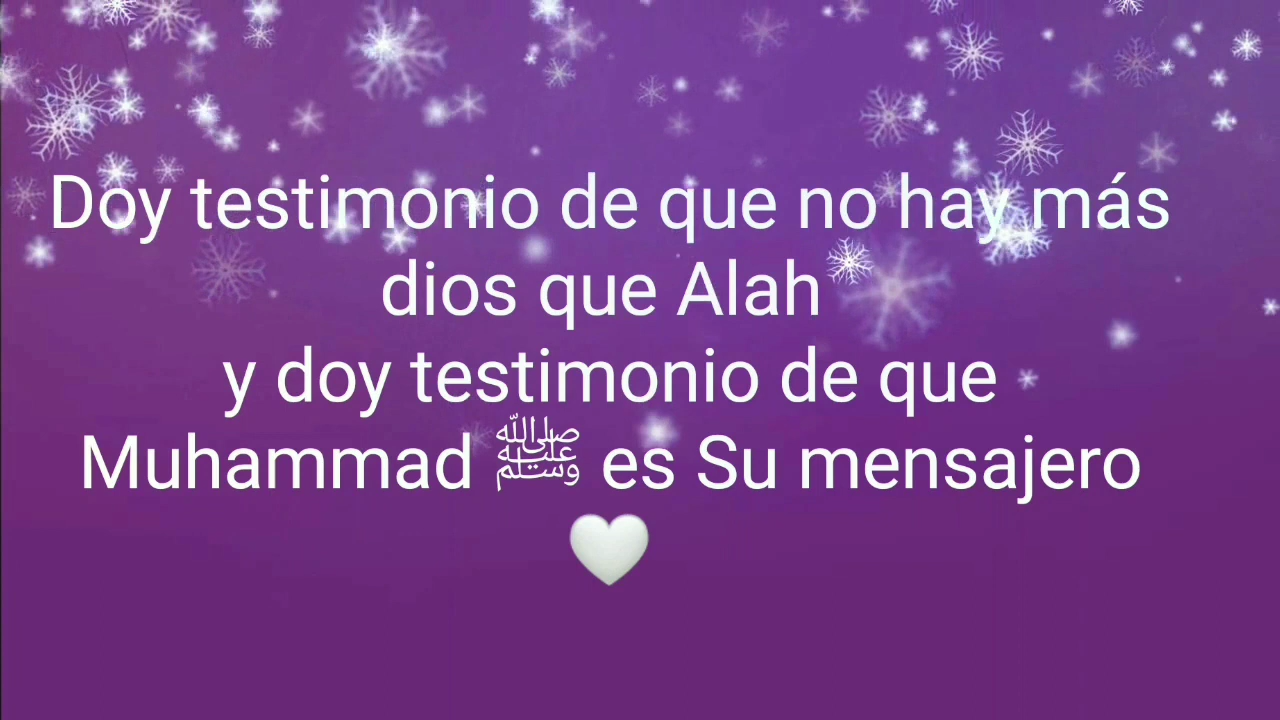 Doy testimonio de que no hay más
dios que Alah
y doy testimonio de que
Muhammad ﷺ es Su mensajero
🤍